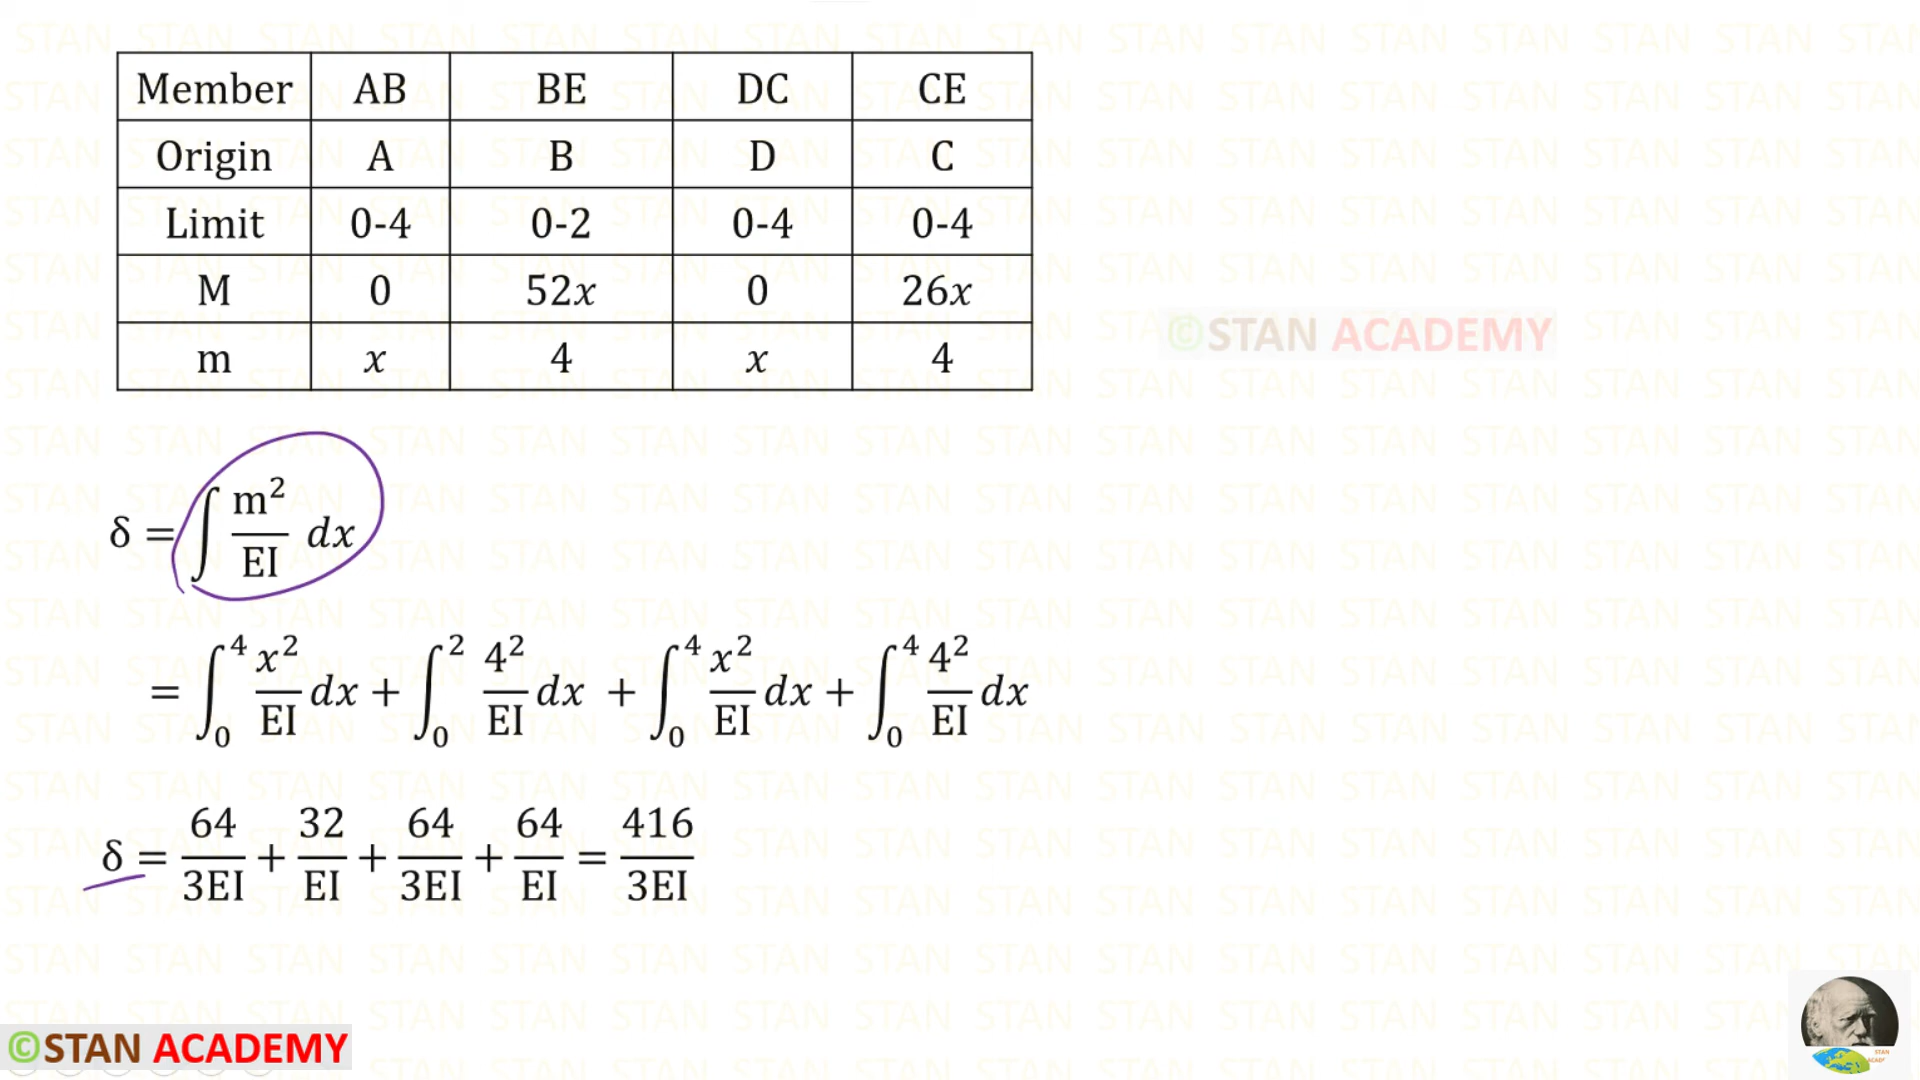 Member AB BE DC CE
Origin A B D C
Limit 0-4 0-2 0-4 0-4
M 0 52x 0 26x
m x 4 x 4
©STAN ACADEMY
δ = ∫ m²/EI dx
= ∫₀⁴ x²/EI dx + ∫₀² 4²/EI dx + ∫₀⁴ x²/EI dx + ∫₀⁴ 4²/EI dx
δ = 64/3EI + 32/EI + 64/3EI + 64/EI = 416/3EI
©STAN ACADEMY